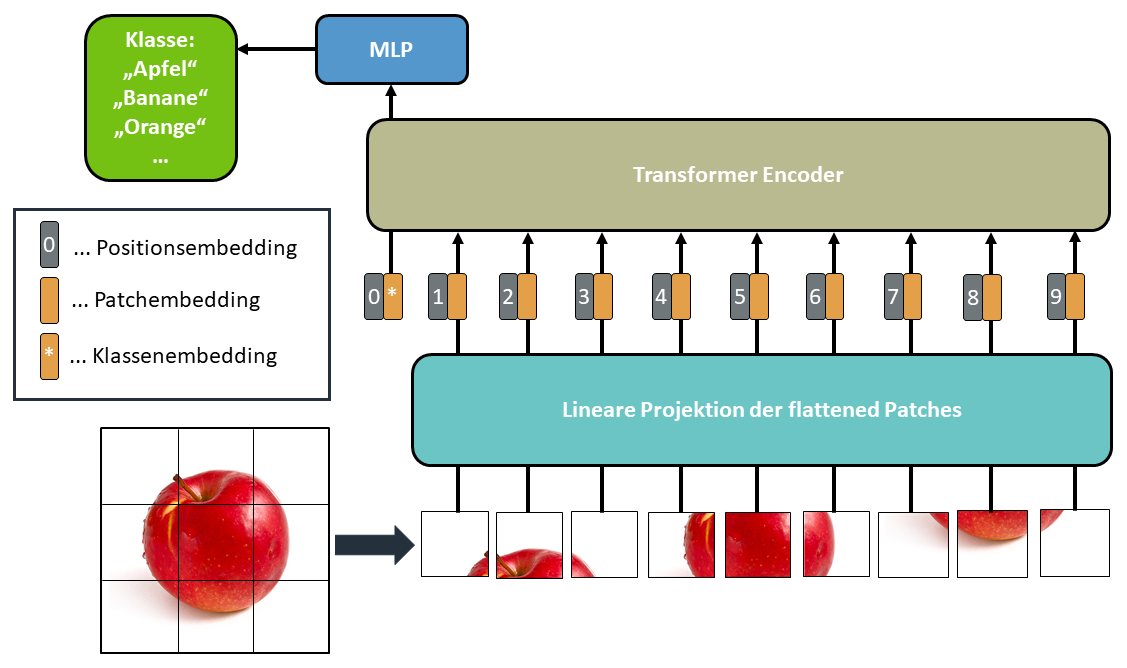 Klasse:
„Apfel“
„Banane“
„Orange“
...
MLP
Transformer Encoder
0 ... Positionsembedding
... Patchembedding
* ... Klassenembedding
0 * 1 2 3 4 5 6 7 8 9
Lineare Projektion der flattened Patches